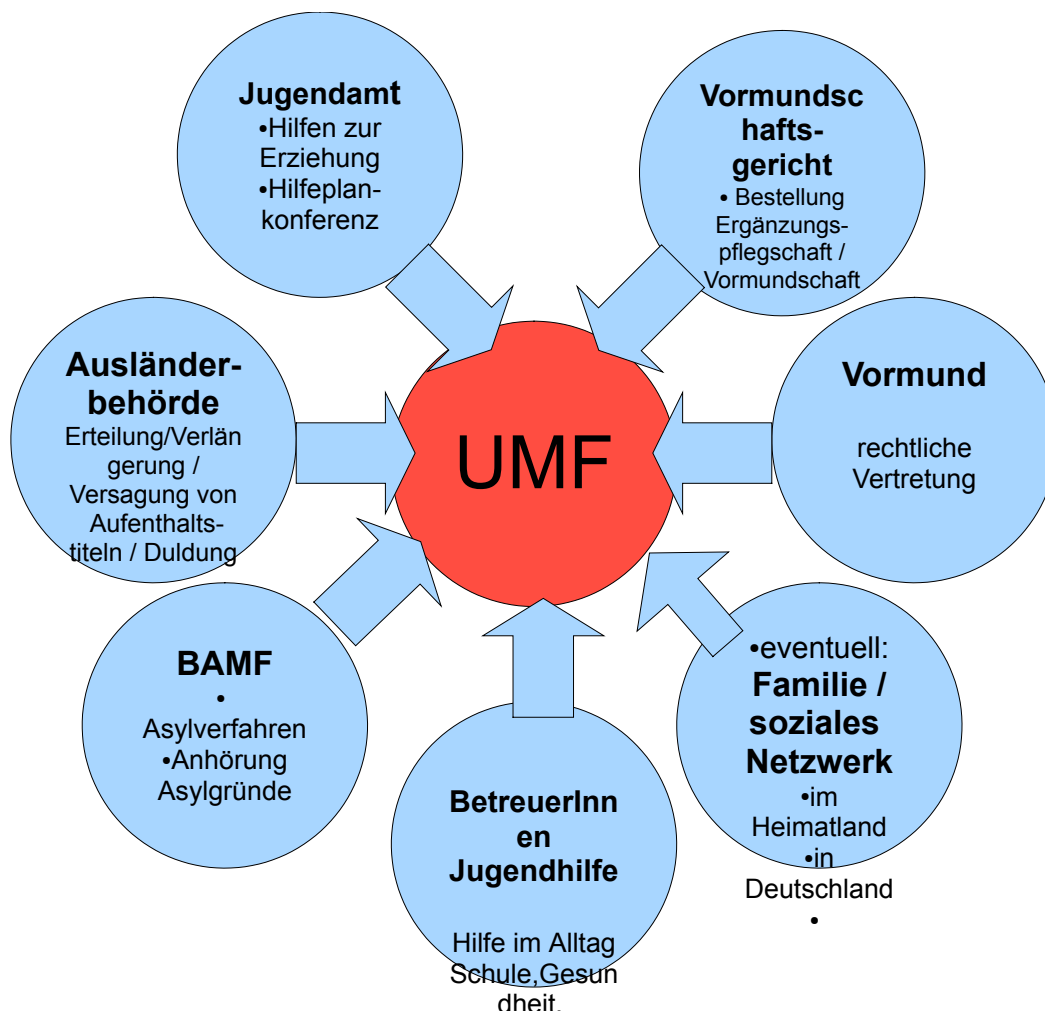 Jugendamt
•Hilfen zur
Erziehung
•Hilfeplan-
konferenz
Vormundsc
hafts-
gericht
• Bestellung
Ergänzungs-
pflegschaft /
Vormundschaft
Ausländer-
behörde
Erteilung/Verlän
gerung /
Versagung von
Aufenthalts-
titeln / Duldung
UMF
Vormund
rechtliche
Vertretung
BAMF
•
Asylverfahren
•Anhörung
Asylgründe
BetreuerInn
en
Jugendhilfe
Hilfe im Alltag
Schule,Gesun
dheit,
•eventuell:
Familie /
soziales
Netzwerk
•im
Heimatland
•in
Deutschland
•